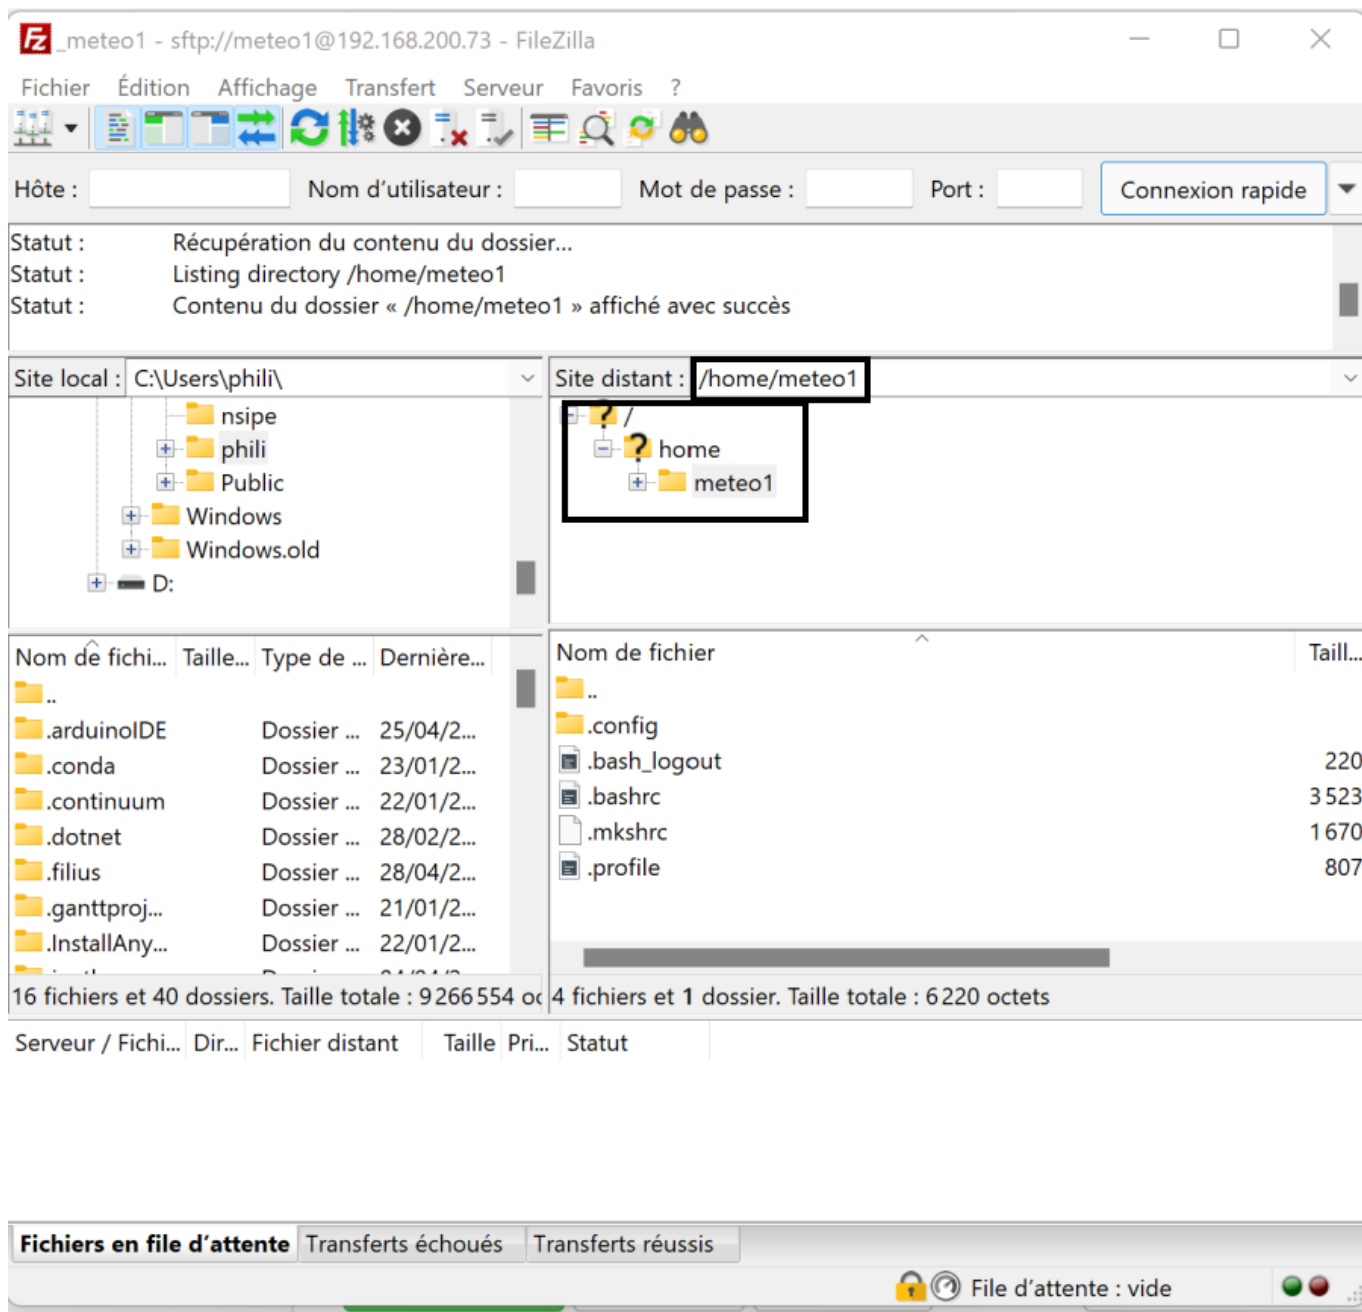 _meteo1 - sftp://meteo1@192.168.200.73 - FileZilla
Fichier Édition Affichage Transfert Serveur Favoris ?
Hôte : Nom d'utilisateur : Mot de passe : Port : Connexion rapide
Statut : Récupération du contenu du dossier...
Statut : Listing directory /home/meteo1
Statut : Contenu du dossier « /home/meteo1 » affiché avec succès
Site local : C:\Users\phili\
nsipe
phili
Public
Windows
Windows.old
D:
Site distant : /home/meteo1
? /
? home
meteo1
Nom de fichi... Taille... Type de ... Dernière...
..
.arduinoIDE Dossier ... 25/04/2...
.conda Dossier ... 23/01/2...
.continuum Dossier ... 22/01/2...
.dotnet Dossier ... 28/02/2...
.filius Dossier ... 28/04/2...
.ganttproj... Dossier ... 21/01/2...
.InstallAny... Dossier ... 22/01/2...
16 fichiers et 40 dossiers. Taille totale : 9 266 554 oc
Nom de fichier Taill...
..
.config
.bash_logout 220
.bashrc 3 523
.mkshrc 1 670
.profile 807
4 fichiers et 1 dossier. Taille totale : 6 220 octets
Serveur / Fichi... Dir... Fichier distant Taille Pri... Statut
Fichiers en file d'attente Transferts échoués Transferts réussis
File d'attente : vide